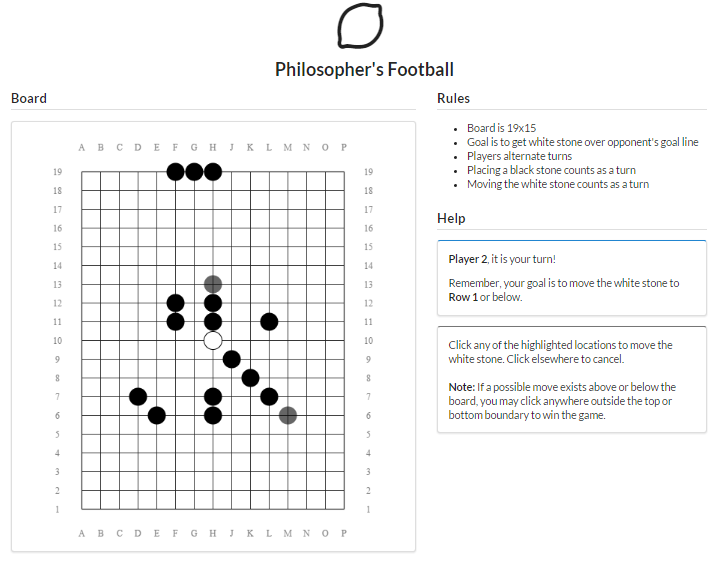 Philosopher's Football
Board
Rules
A B C D E F G H J K L M N O P
19 19
18 18
17 17
16 16
15 15
14 14
13 13
12 12
11 11
10 10
9 9
8 8
7 7
6 6
5 5
4 4
3 3
2 2
1 1
A B C D E F G H J K L M N O P
Board is 19x15
Goal is to get white stone over opponent's goal line
Players alternate turns
Placing a black stone counts as a turn
Moving the white stone counts as a turn
Help
Player 2, it is your turn!
Remember, your goal is to move the white stone to
Row 1 or below.
Click any of the highlighted locations to move the
white stone. Click elsewhere to cancel.
Note: If a possible move exists above or below the
board, you may click anywhere outside the top or
bottom boundary to win the game.